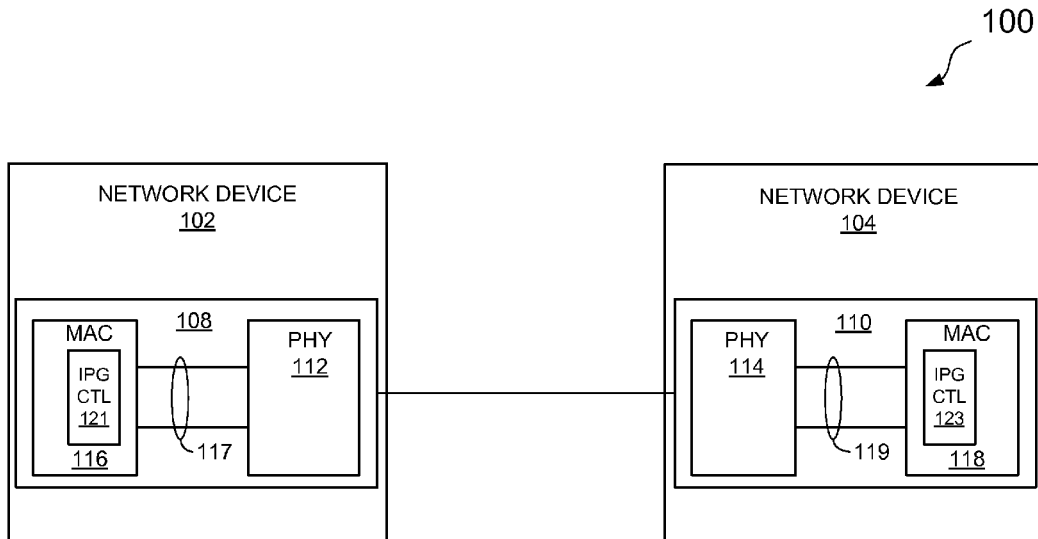 100
NETWORK DEVICE
102
NETWORK DEVICE
104
MAC
108
PHY
112
IPG
CTL
121
116
117
PHY
114
110
MAC
IPG
CTL
123
118
119